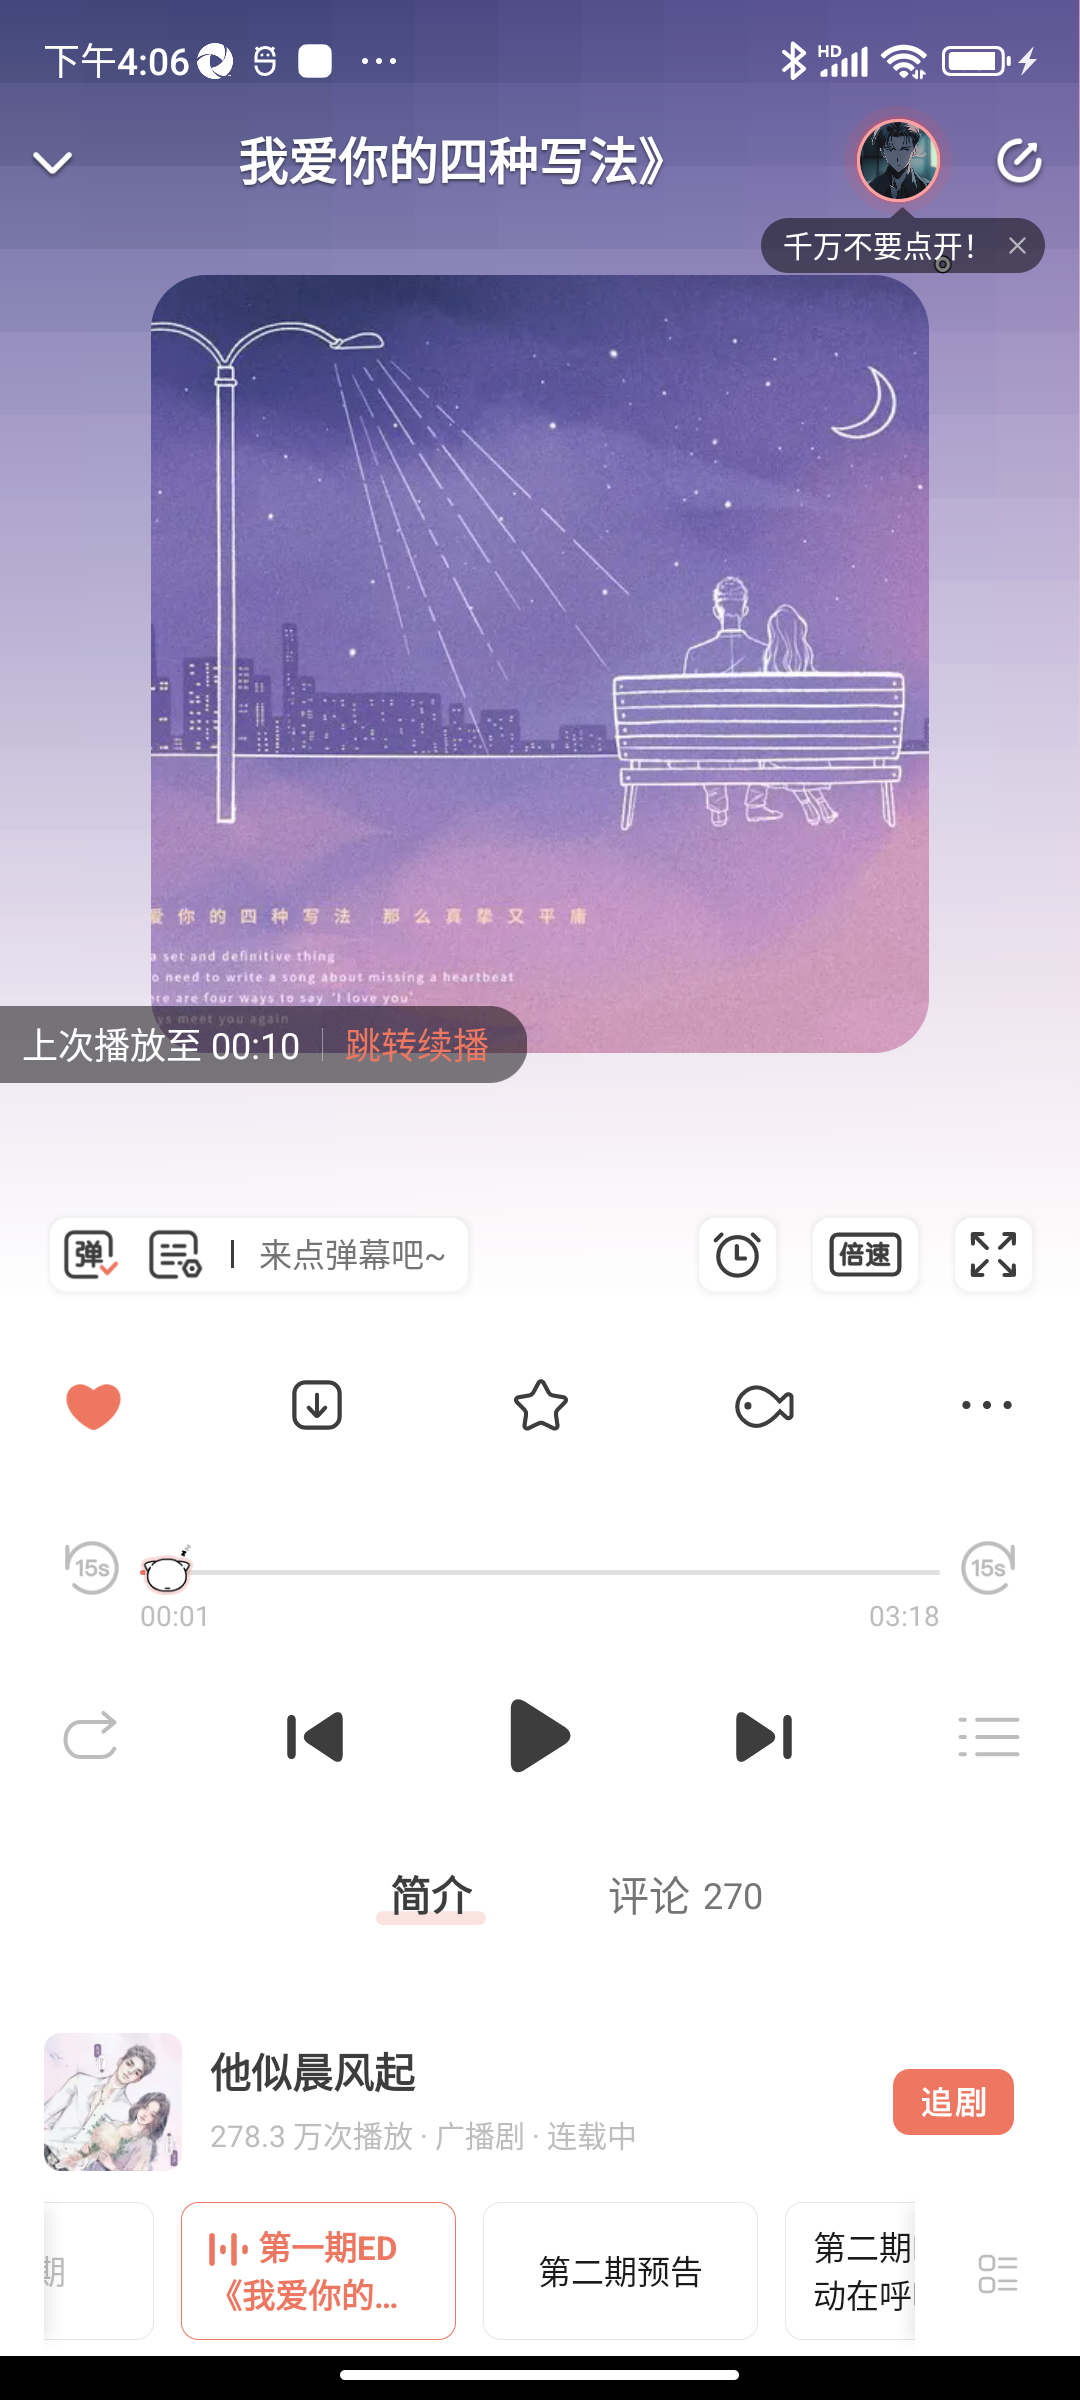 下午4:06
HD
我爱你的四种写法》
千万不要点开!
你的四种写法 那么真挚又平庸
a set and definitive thing
need to write a song about missing a heartbeat
are four ways to say "I love you"
meet you again
上次播放至 00:10
跳转续播
弹
来点弹幕吧~
倍速
15s
15s
00:01
03:18
简介
评论 270
他似晨风起
278.3 万次播放 · 广播剧 · 连载中
追剧
期
第一期ED
《我爱你的...
第二期预告
第二期
动在呼